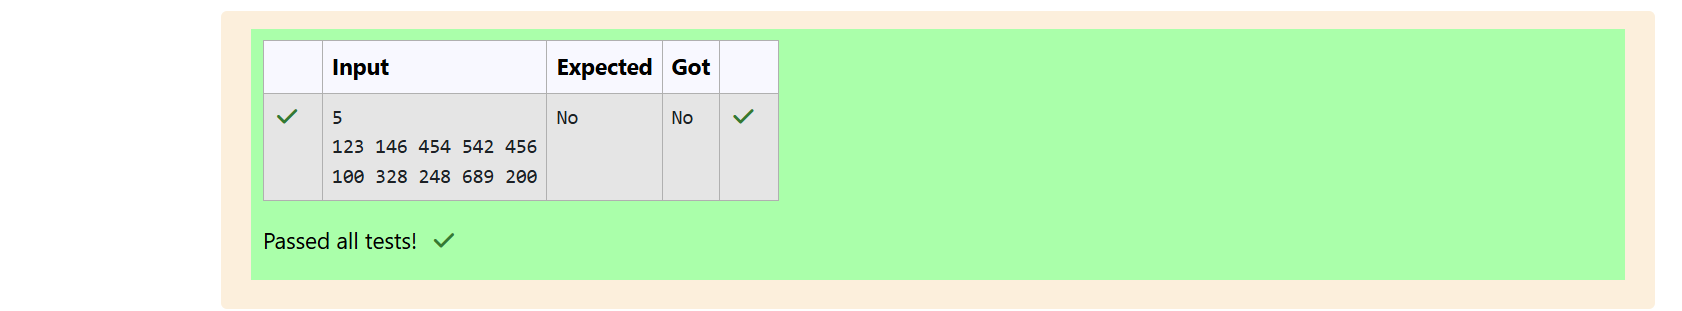 Input Expected Got
5 No No
123 146 454 542 456
100 328 248 689 200
Passed all tests!